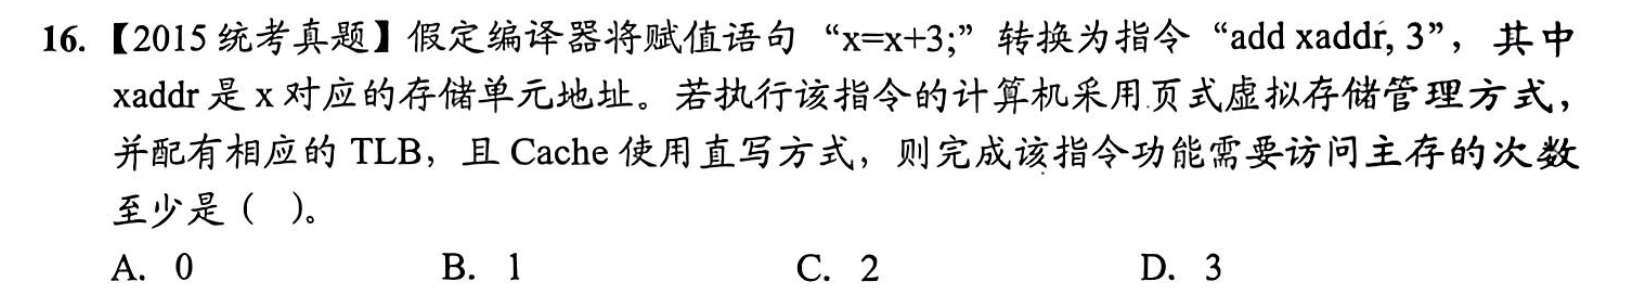 16.【2015 统考真题】假定编译器将赋值语句“x=x+3;”转换为指令“add xaddr, 3”，其中
xaddr 是 x 对应的存储单元地址。若执行该指令的计算机采用页式虚拟存储管理方式，
并配有相应的 TLB，且 Cache 使用直写方式，则完成该指令功能需要访问主存的次数
至少是（ ）。
A. 0 B. 1 C. 2 D. 3